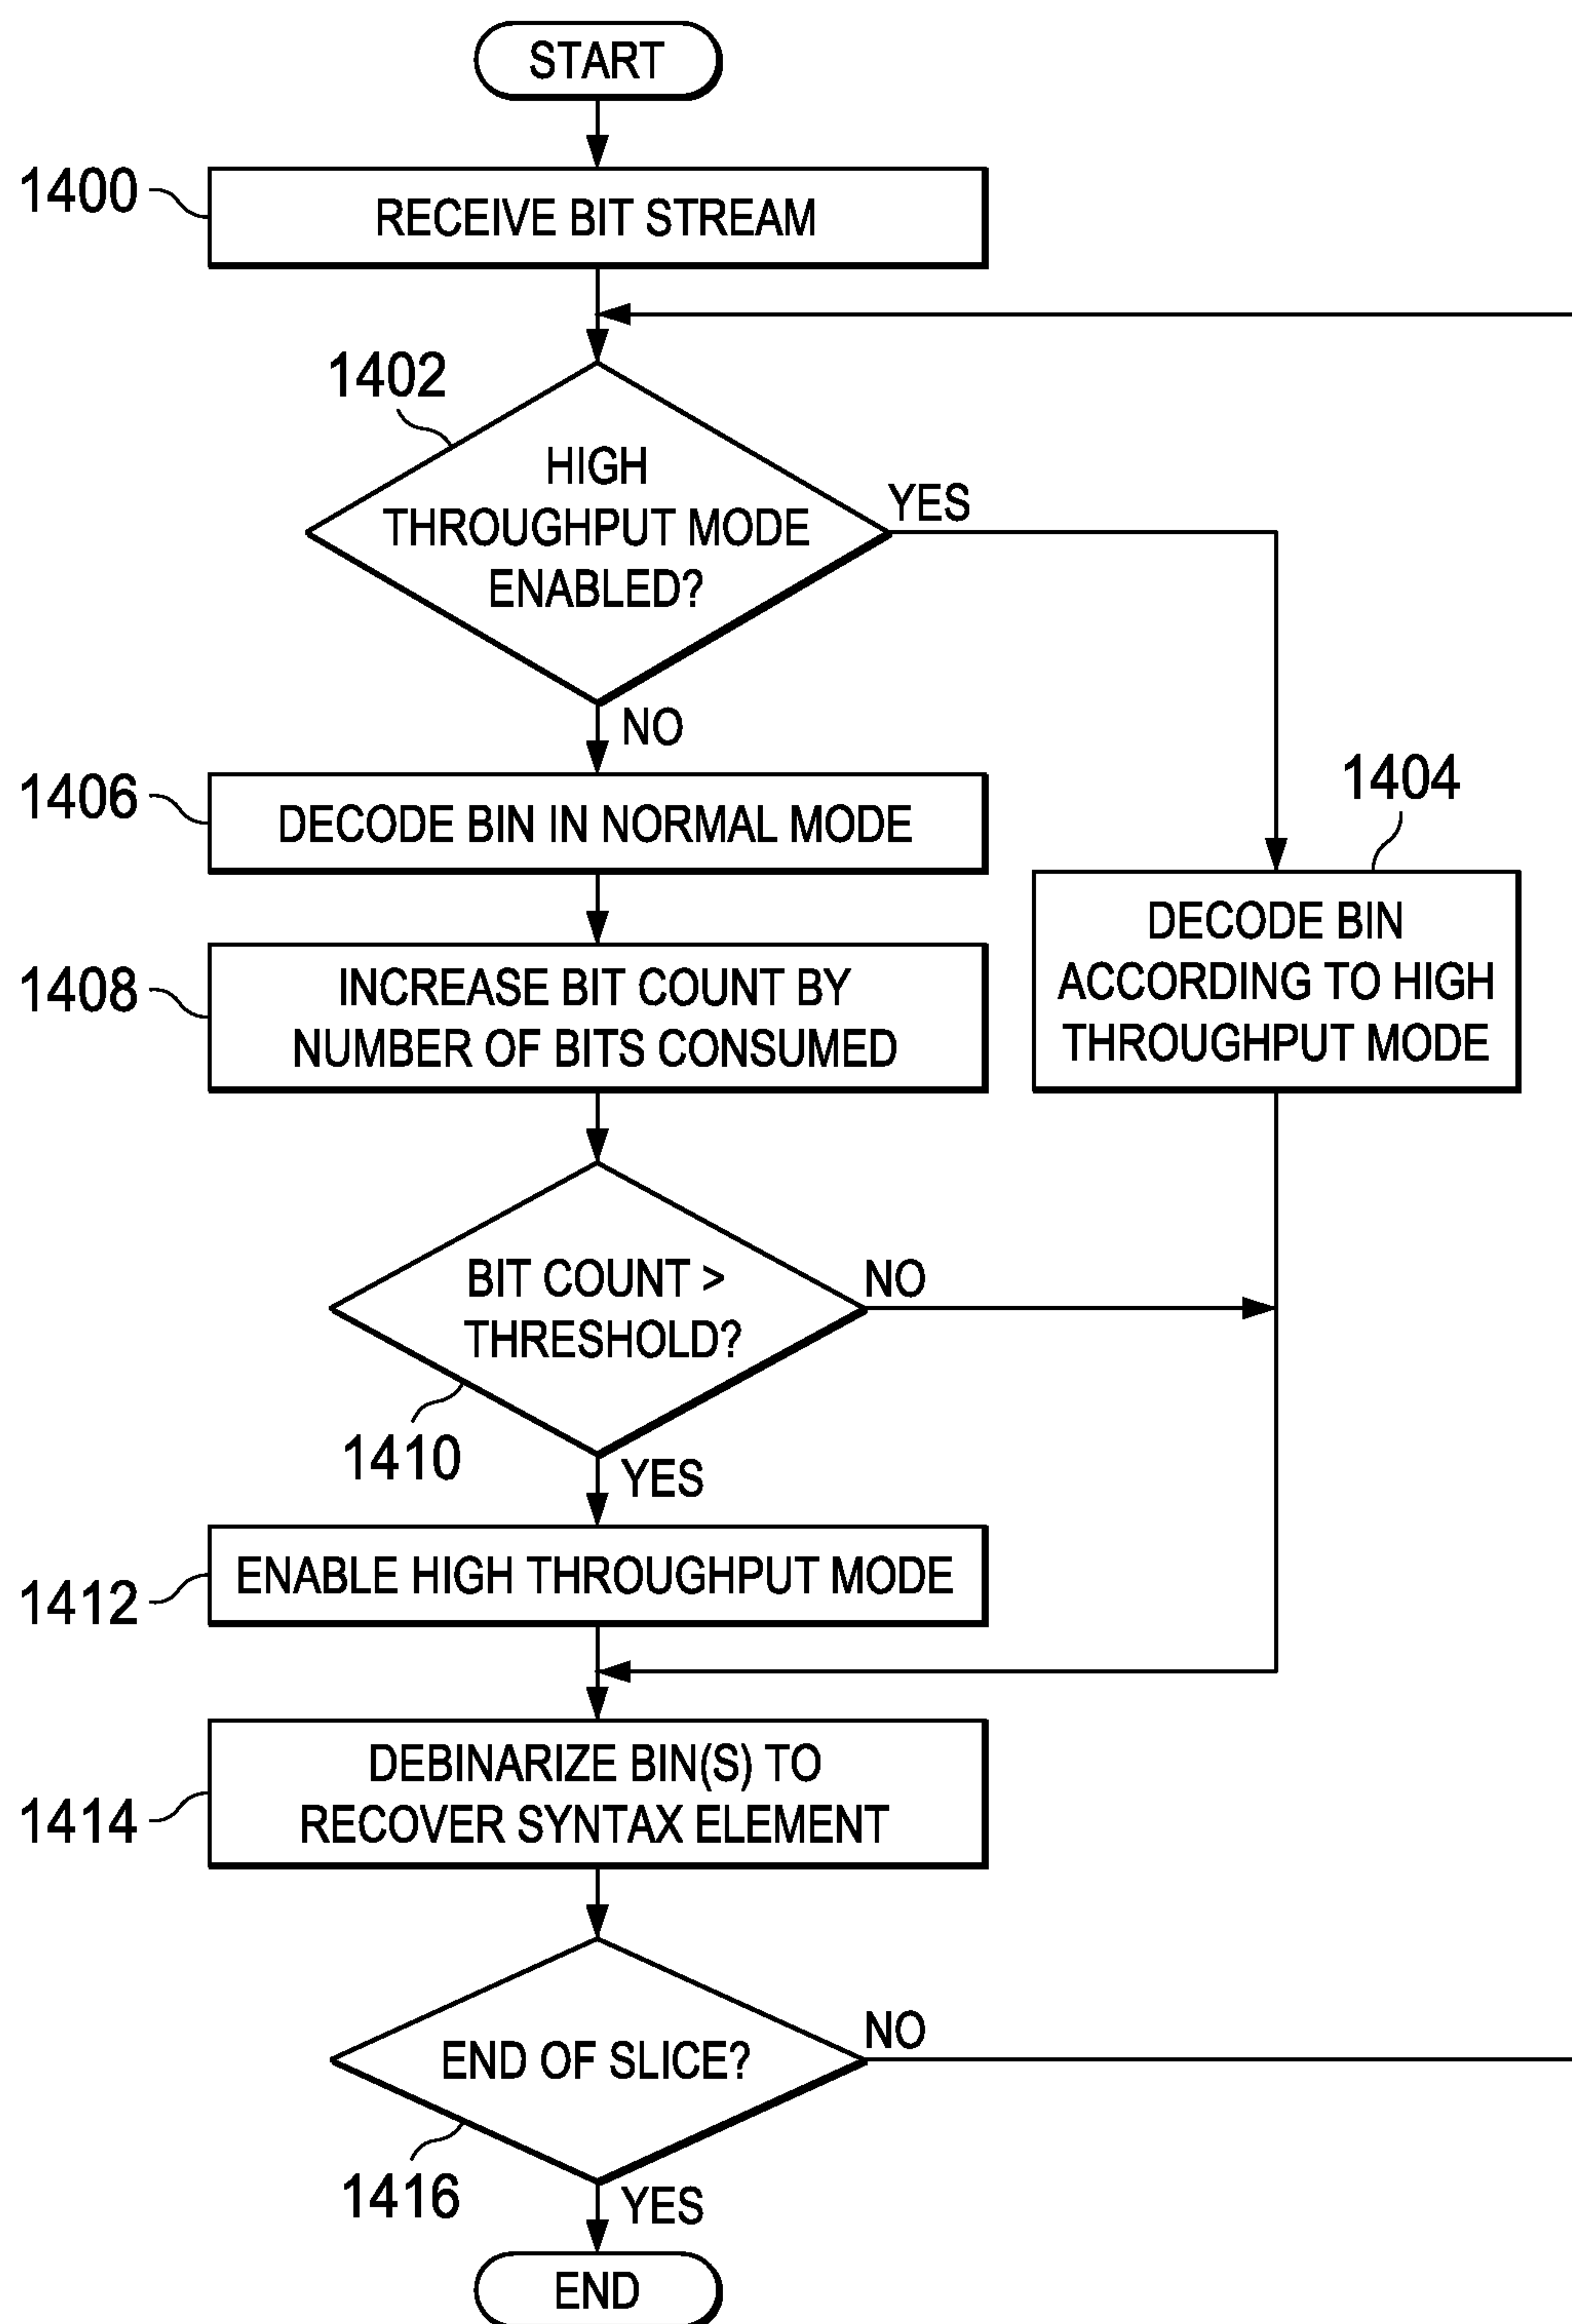 START
1400
RECEIVE BIT STREAM
1402
HIGH
THROUGHPUT MODE
ENABLED?
YES
NO
1406
DECODE BIN IN NORMAL MODE
1404
DECODE BIN
ACCORDING TO HIGH
THROUGHPUT MODE
1408
INCREASE BIT COUNT BY
NUMBER OF BITS CONSUMED
BIT COUNT >
THRESHOLD?
NO
1410
YES
1412
ENABLE HIGH THROUGHPUT MODE
1414
DEBINARIZE BIN(S) TO
RECOVER SYNTAX ELEMENT
END OF SLICE?
NO
1416
YES
END